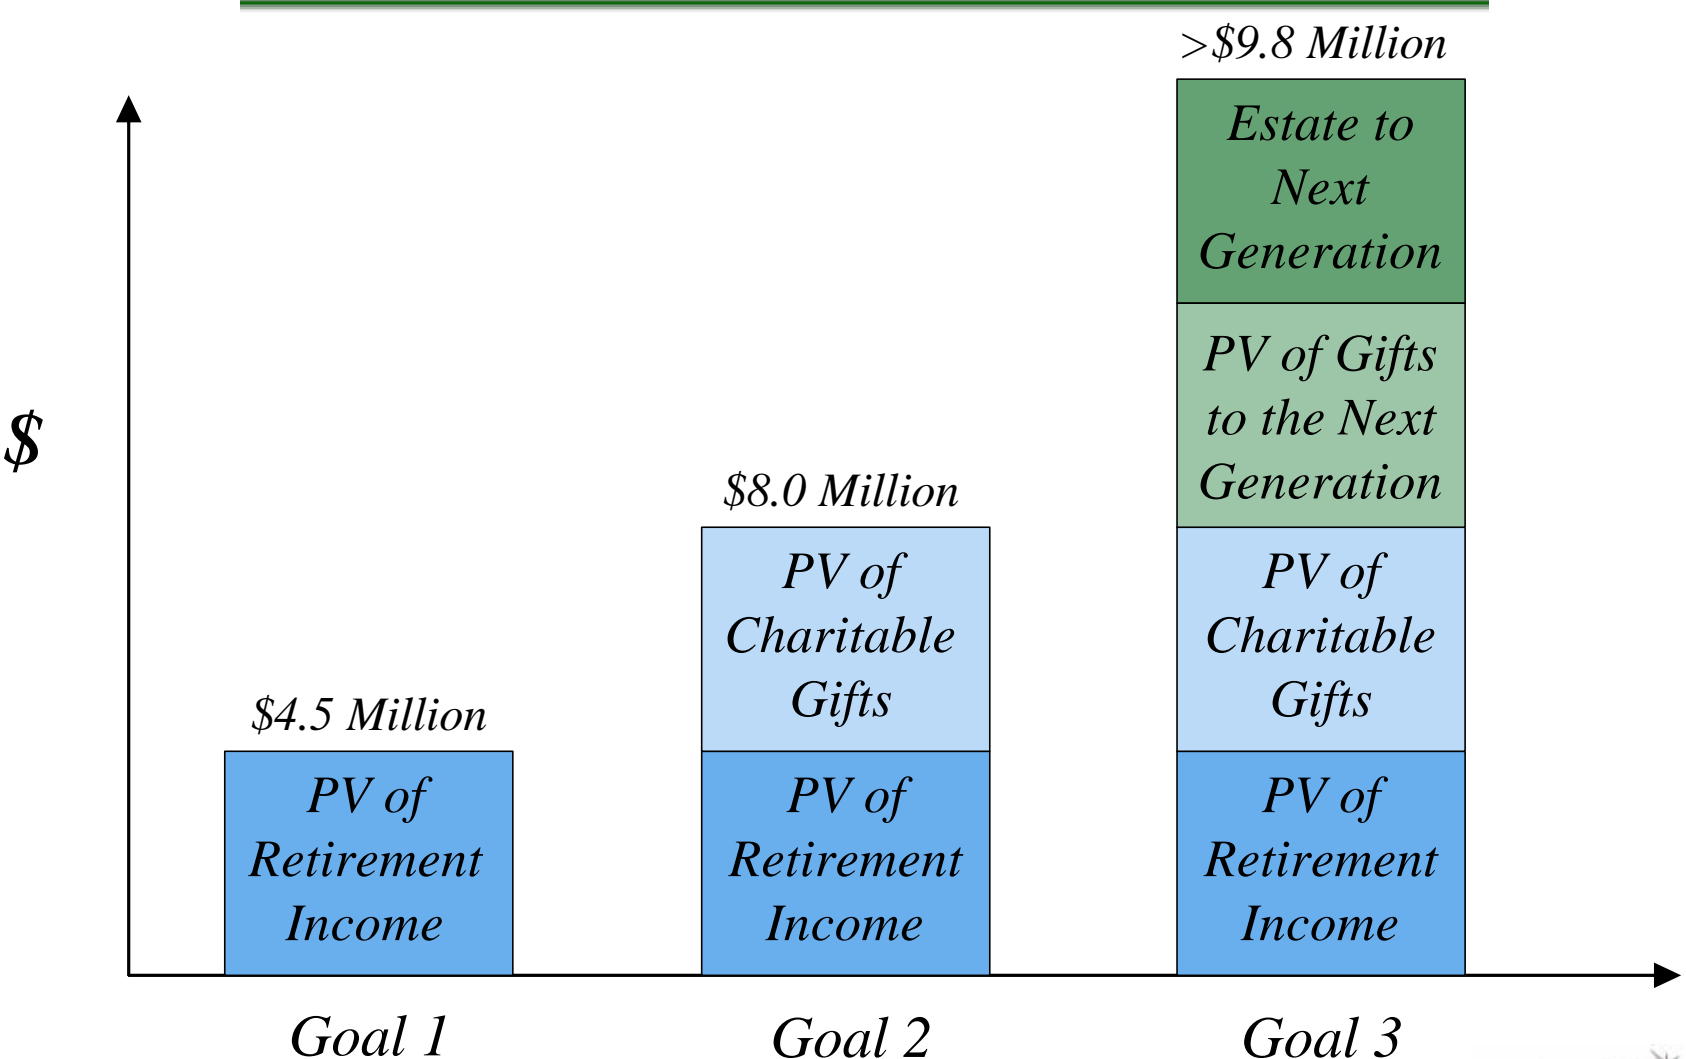 >$9.8 Million
Estate to
Next
Generation
PV of Gifts
to the Next
Generation
$
$8.0 Million
PV of
Charitable
Gifts
PV of
Charitable
Gifts
$4.5 Million
PV of
Retirement
Income
PV of
Retirement
Income
PV of
Retirement
Income
Goal 1
Goal 2
Goal 3